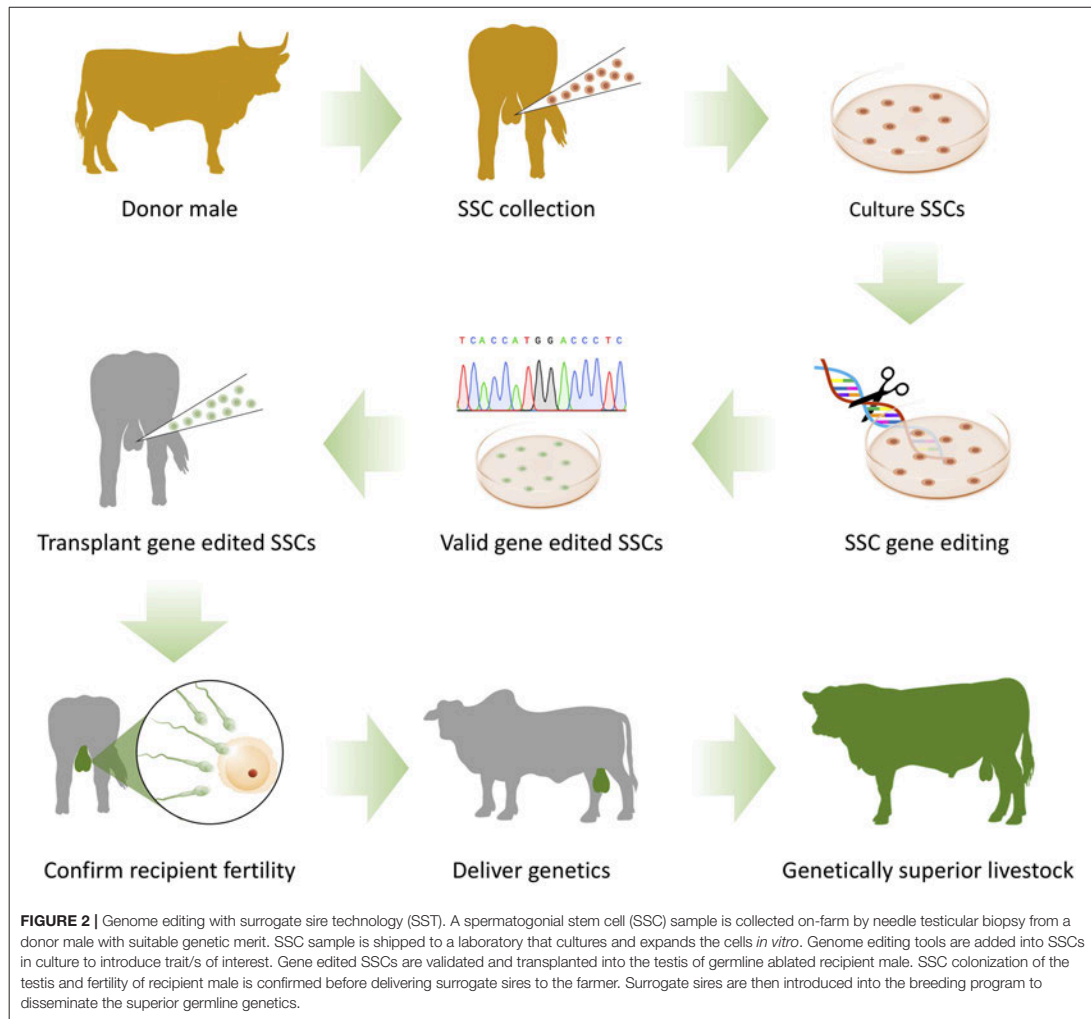 Donor male
SSC collection
Culture SSCs
TCACCATGGACCCTC
Transplant gene edited SSCs
Valid gene edited SSCs
SSC gene editing
Confirm recipient fertility
Deliver genetics
Genetically superior livestock
FIGURE 2 | Genome editing with surrogate sire technology (SST). A spermatogonial stem cell (SSC) sample is collected on-farm by needle testicular biopsy from a
donor male with suitable genetic merit. SSC sample is shipped to a laboratory that cultures and expands the cells in vitro. Genome editing tools are added into SSCs
in culture to introduce trait/s of interest. Gene edited SSCs are validated and transplanted into the testis of germline ablated recipient male. SSC colonization of the
testis and fertility of recipient male is confirmed before delivering surrogate sires to the farmer. Surrogate sires are then introduced into the breeding program to
disseminate the superior germline genetics.